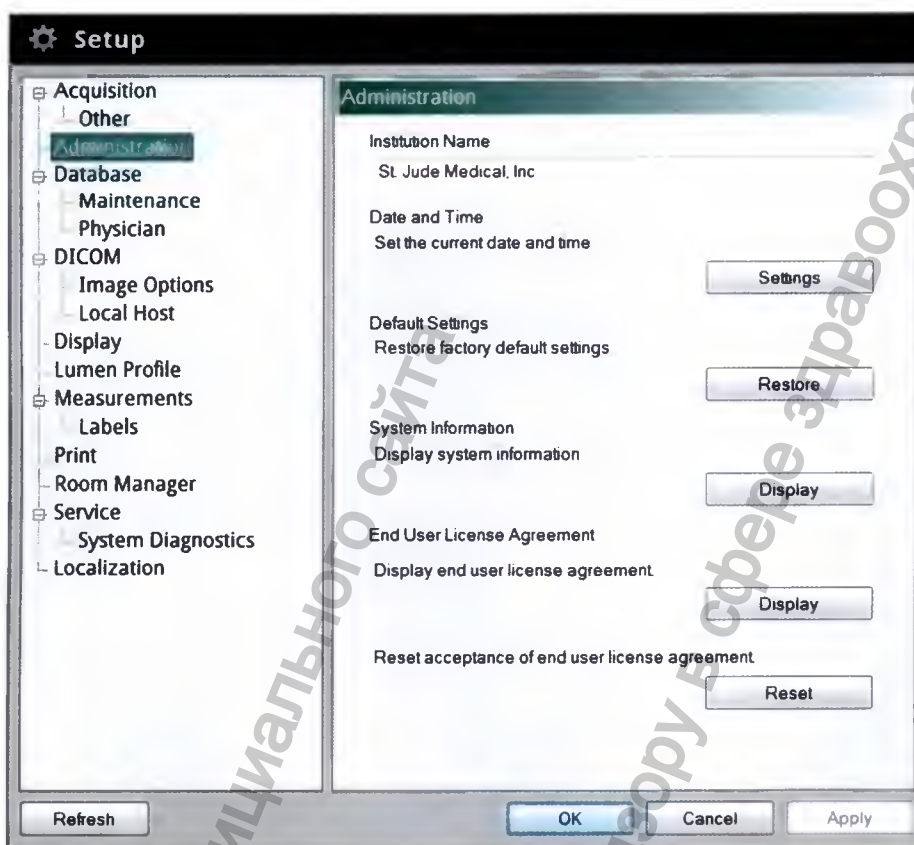 Setup
Acquisition
Other
Administration
Database
Maintenance
Physician
DICOM
Image Options
Local Host
Display
Lumen Profile
Measurements
Labels
Print
Room Manager
Service
System Diagnostics
Localization
Administration
Institution Name
St. Jude Medical, Inc
Date and Time
Set the current date and time
Settings
Default Settings
Restore factory default settings
Restore
System Information
Display system information
Display
End User License Agreement
Display end user license agreement.
Display
Reset acceptance of end user license agreement.
Reset
Refresh
OK
Cancel
Apply
сайта
в сфере